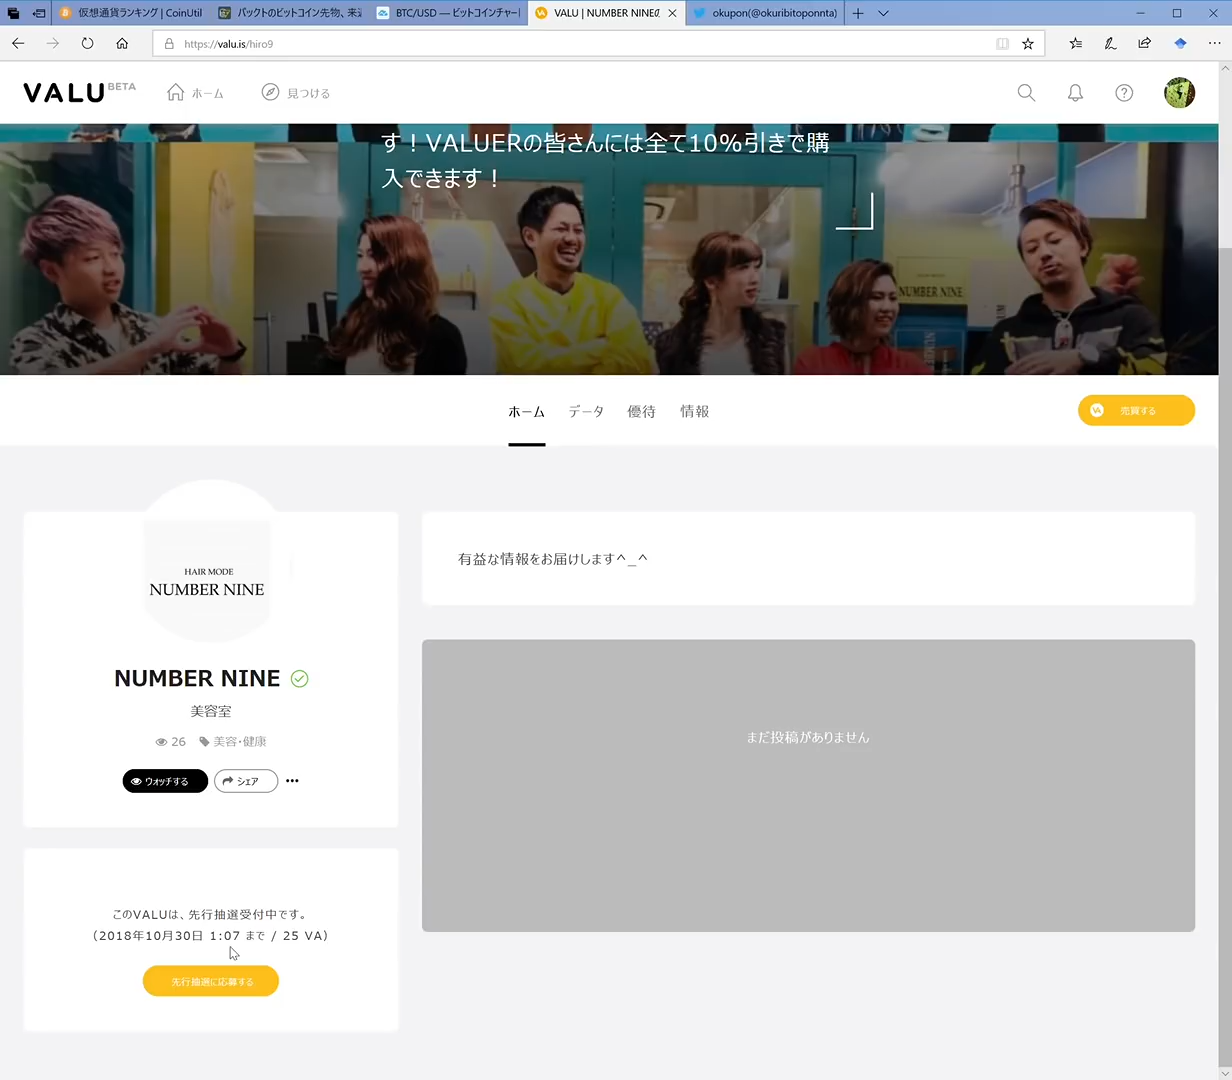 仮想通貨ランキング | CoinUtil
バックトのビットコイン先物、来
BTC/USD — ビットコインチャート
VALU | NUMBER NINEの
okupon(@okuribitoponnta)
https://valu.is/hiro9
VALU BETA
ホーム
見つける
す！VALUERの皆さんには全て10%引きで購
入できます！
NUMBER NINE
ホーム
データ
優待
情報
売買する
HAIR MODE
NUMBER NINE
有益な情報をお届けします^_^
NUMBER NINE
美容室
26 美容・健康
ウォッチする
シェア
まだ投稿がありません
このVALUは、先行抽選受付中です。
(2018年10月30日 1:07 まで / 25 VA)
先行抽選に応募する